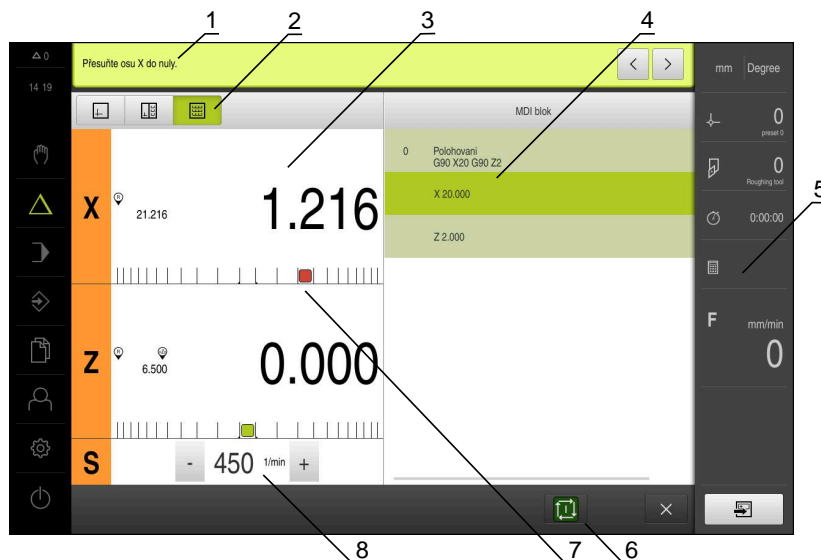 1
2
3
4
5
0
14 19
Přesuňte osu X do nuly.
< >
mm Degree
MDI blok
0
preset 0
0
Roughing tool
0:00:00
X
R
21.216
1.216
0 Polohovaní
G90 X20 G90 Z2
X 20.000
Z 2.000
F mm/min
0
Z
R
6.500
0.000
S
- 450 1/min +
8
7
6